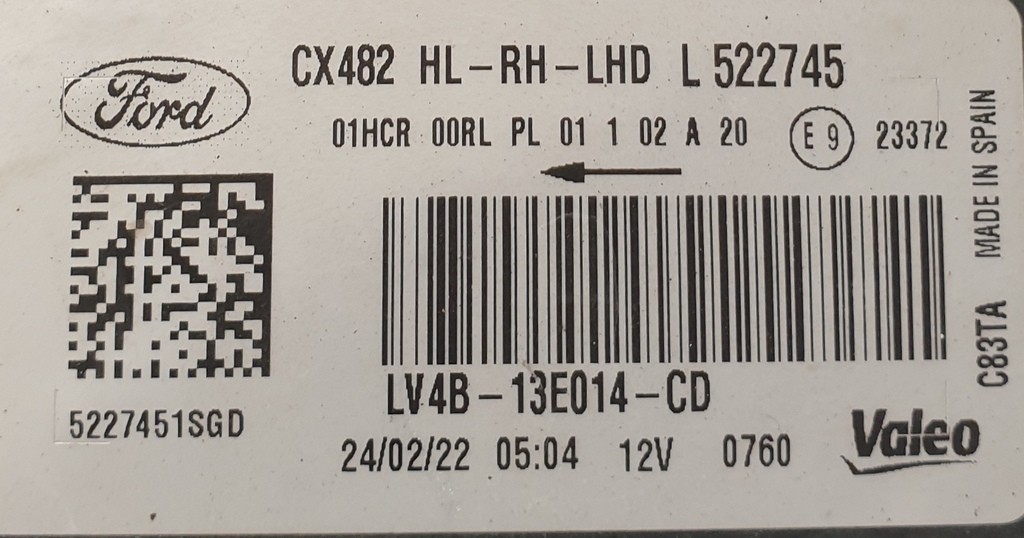 Ford
CX482 HL-RH-LHD L 522745
01HCR 00RL PL 01 1 02 A 20 E 9 23372
MADE IN SPAIN
C83TA
LV4B-13E014-CD
5227451SGD
24/02/22 05:04 12V 0760
Valeo